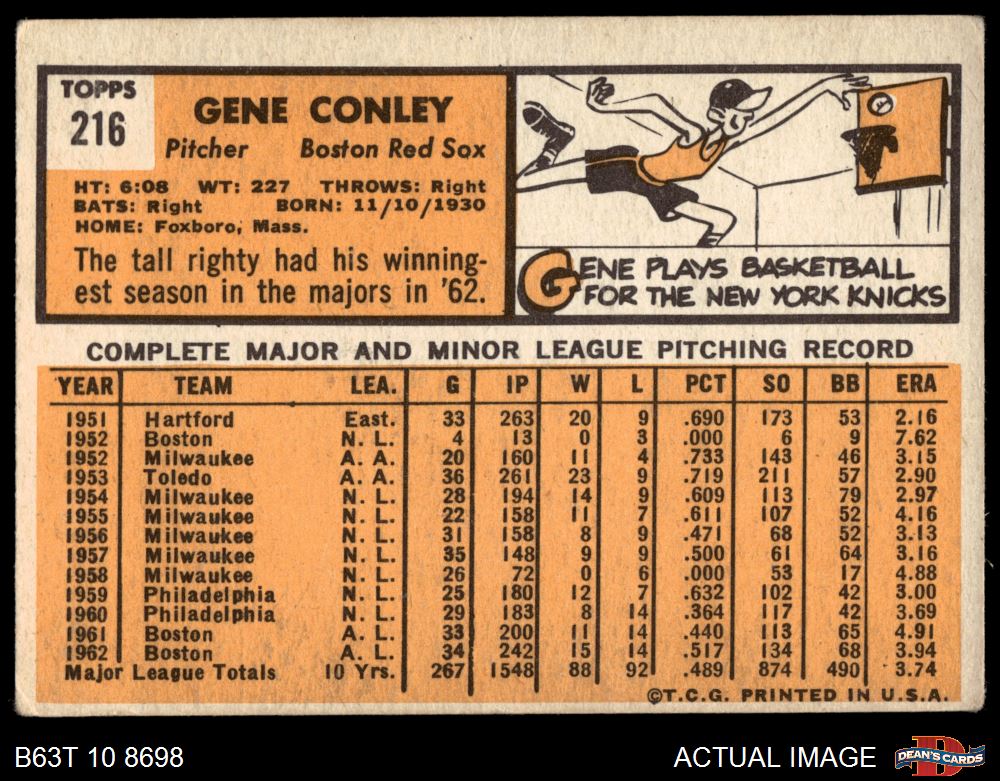 TOPPS
216
GENE CONLEY
Pitcher Boston Red Sox
HT: 6:08 WT: 227 THROWS: Right
BATS: Right BORN: 11/10/1930
HOME: Foxboro, Mass.
The tall righty had his winning-
est season in the majors in '62.
GENE PLAYS BASKETBALL
FOR THE NEW YORK KNICKS
COMPLETE MAJOR AND MINOR LEAGUE PITCHING RECORD
YEAR TEAM LEA. G IP W L PCT SO BB ERA
1951 Hartford East. 33 263 20 9 .690 173 53 2.16
1952 Boston N. L. 4 13 0 3 .000 6 9 7.62
1952 Milwaukee A. A. 20 160 11 4 .733 143 46 3.15
1953 Toledo A. A. 36 261 23 9 .719 211 57 2.90
1954 Milwaukee N. L. 28 194 14 9 .609 113 79 2.97
1955 Milwaukee N. L. 22 158 11 7 .611 107 52 4.16
1956 Milwaukee N. L. 31 158 8 9 .471 68 52 3.13
1957 Milwaukee N. L. 35 148 9 9 .500 61 64 3.16
1958 Milwaukee N. L. 26 72 0 6 .000 53 17 4.88
1959 Philadelphia N. L. 25 180 12 7 .632 102 42 3.00
1960 Philadelphia N. L. 29 183 8 14 .364 117 42 3.69
1961 Boston A. L. 33 200 11 14 .440 113 65 4.91
1962 Boston A. L. 34 242 15 14 .517 134 68 3.94
Major League Totals 10 Yrs. 267 1548 88 92 .489 874 490 3.74
©T.C.G. PRINTED IN U.S.A.
B63T 10 8698
ACTUAL IMAGE
D
DEAN'S CARDS